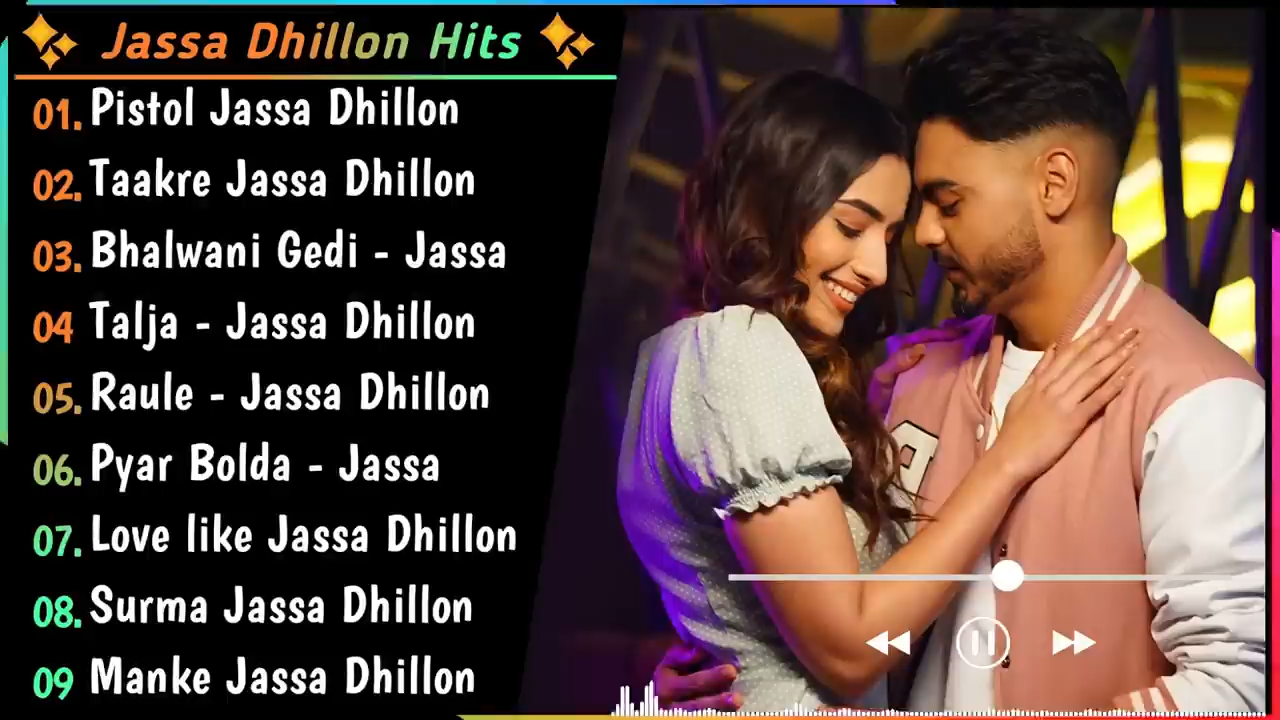 Jassa Dhillon Hits
01. Pistol Jassa Dhillon
02. Taakre Jassa Dhillon
03. Bhalwani Gedi - Jassa
04 Talja - Jassa Dhillon
05. Raule - Jassa Dhillon
06. Pyar Bolda - Jassa
07. Love like Jassa Dhillon
08. Surma Jassa Dhillon
09 Manke Jassa Dhillon